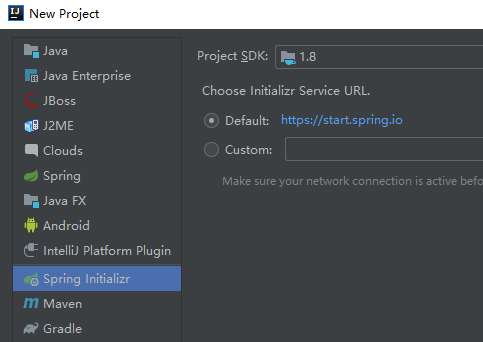 New Project
Java
Java Enterprise
JBoss
J2ME
Clouds
Spring
Java FX
Android
IntelliJ Platform Plugin
Spring Initializr
Maven
Gradle
Project SDK: 1.8
Choose Initializr Service URL.
Default: https://start.spring.io
Custom:
Make sure your network connection is active